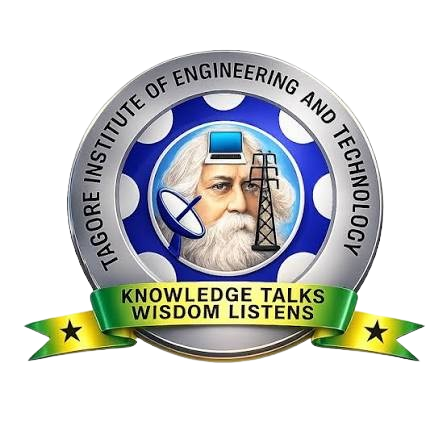 TAGORE INSTITUTE OF ENGINEERING AND TECHNOLOGY
KNOWLEDGE TALKS
WISDOM LISTENS